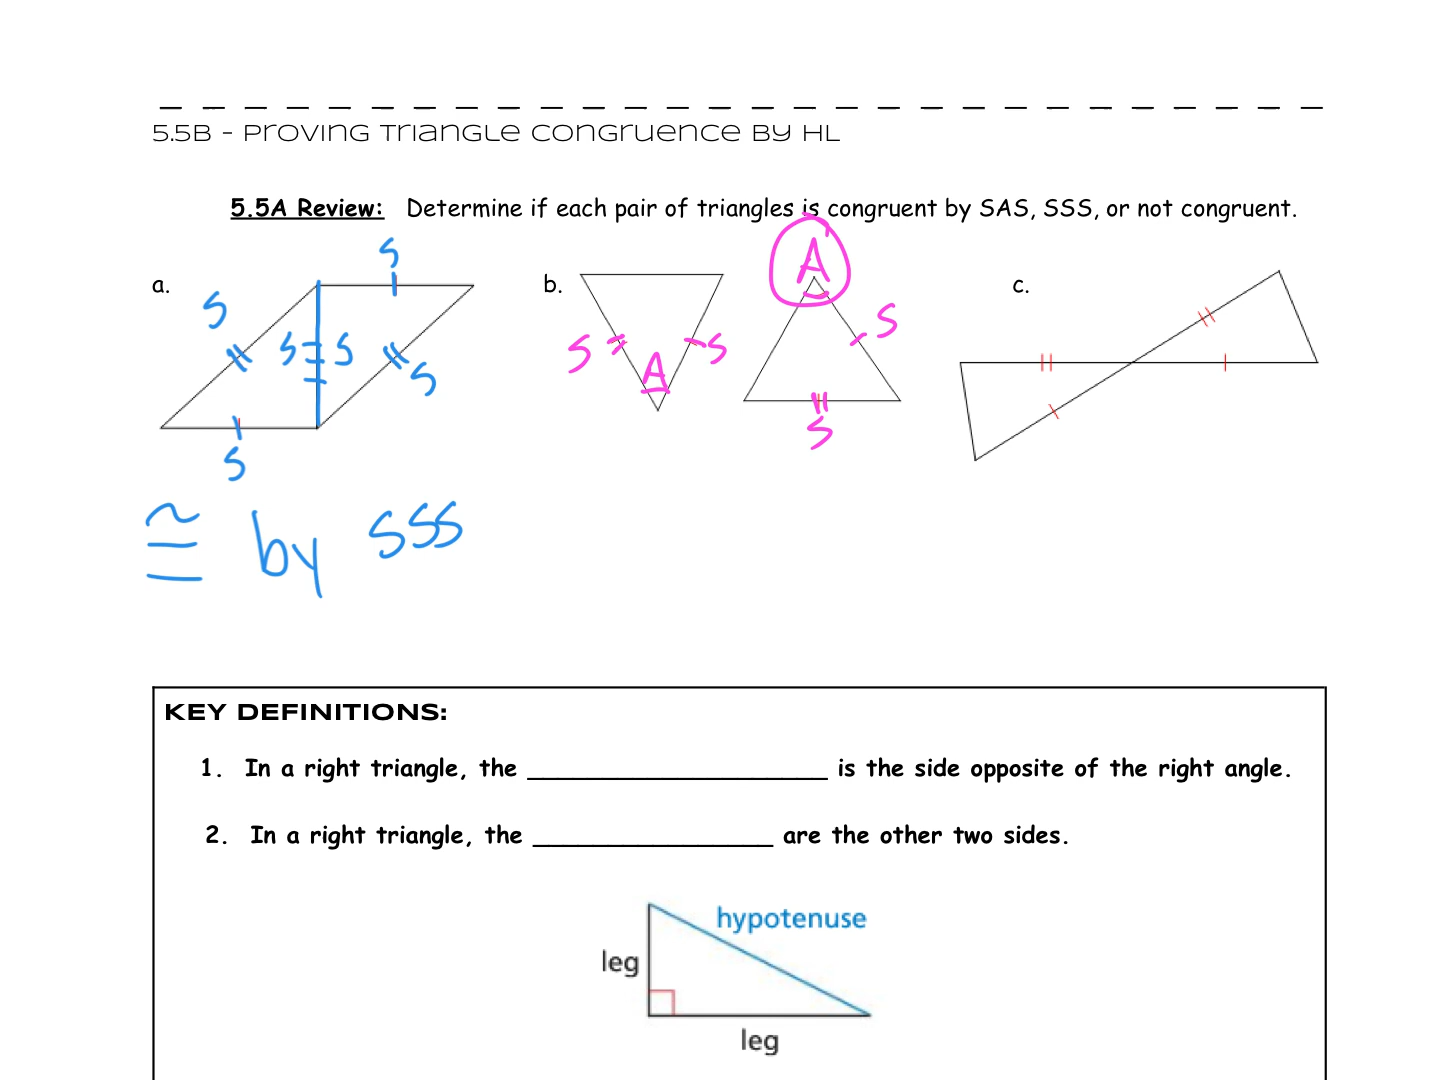 5.5B - Proving Triangle Congruence By HL
5.5A Review: Determine if each pair of triangles is congruent by SAS, SSS, or not congruent.
a.
S
S
S S
S
S
≅ by SSS
b.
S
A
S
A
S
S
c.
KEY DEFINITIONS:
1. In a right triangle, the ____________________ is the side opposite of the right angle.
2. In a right triangle, the ________________ are the other two sides.
hypotenuse
leg
leg